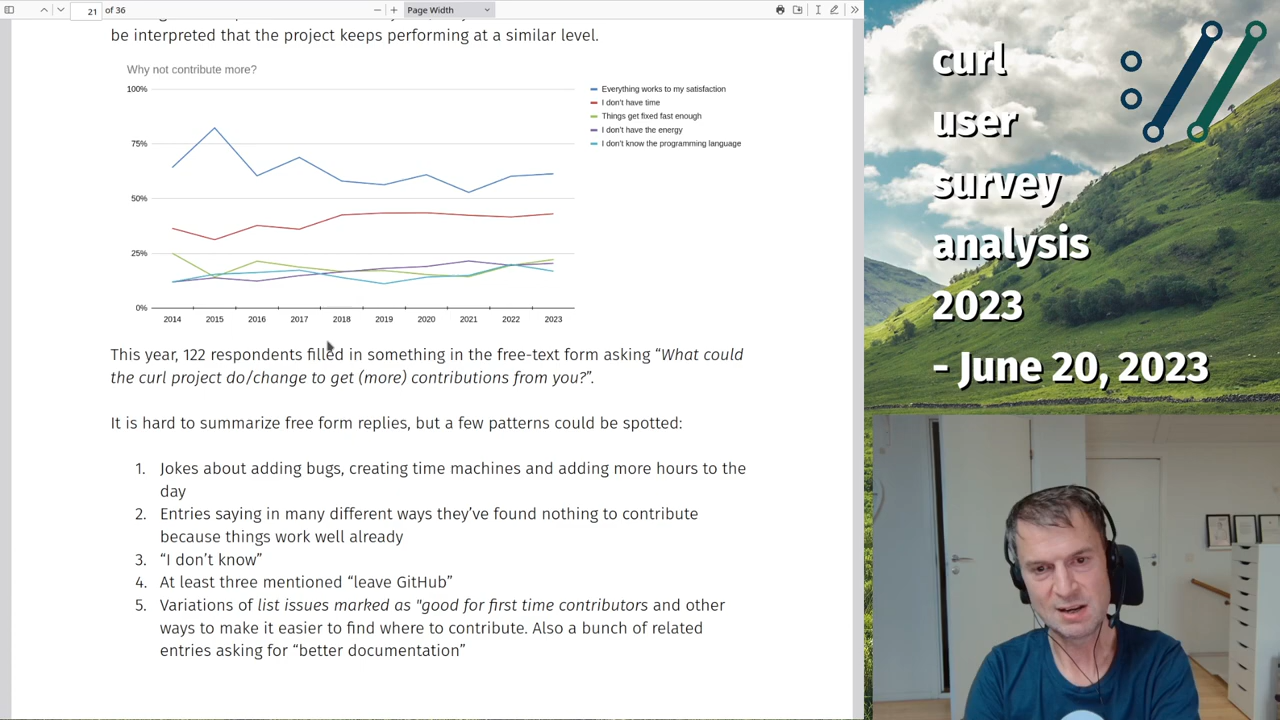 21 of 36
Page Width
be interpreted that the project keeps performing at a similar level.
Why not contribute more?
100%
75%
50%
25%
0%
2014 2015 2016 2017 2018 2019 2020 2021 2022 2023
Everything works to my satisfaction
I don't have time
Things get fixed fast enough
I don't have the energy
I don't know the programming language
This year, 122 respondents filled in something in the free-text form asking “What could
the curl project do/change to get (more) contributions from you?”.
It is hard to summarize free form replies, but a few patterns could be spotted:
1. Jokes about adding bugs, creating time machines and adding more hours to the
day
2. Entries saying in many different ways they’ve found nothing to contribute
because things work well already
3. “I don’t know”
4. At least three mentioned “leave GitHub”
5. Variations of list issues marked as "good for first time contributors and other
ways to make it easier to find where to contribute. Also a bunch of related
entries asking for “better documentation”
curl
user
survey
analysis
2023
- June 20, 2023